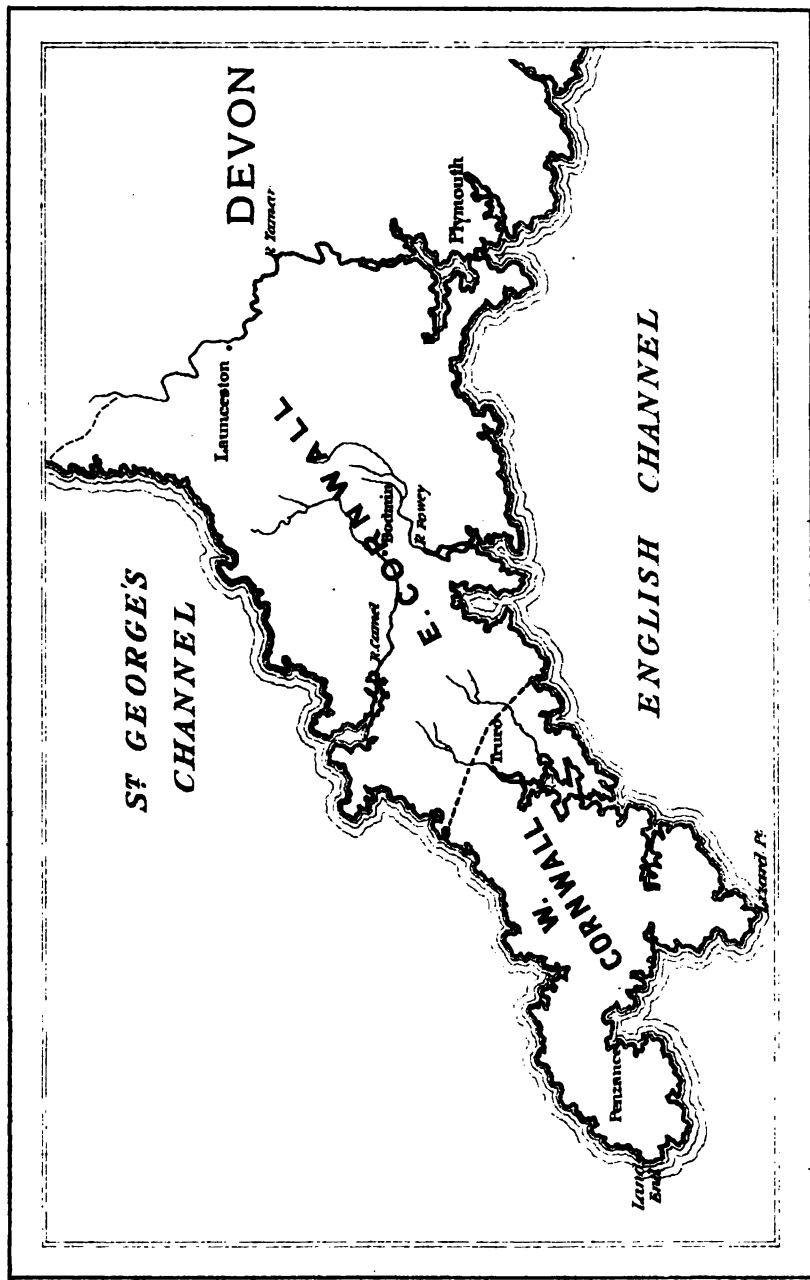 ST GEORGE'S
CHANNEL
DEVON
R Tamar
Launceston
Plymouth
E. CORNWALL
Bodmin
R Fowey
R. Camel
ENGLISH CHANNEL
Truro
W.
CORNWALL
Lizard Pt.
Penzance
Land
End